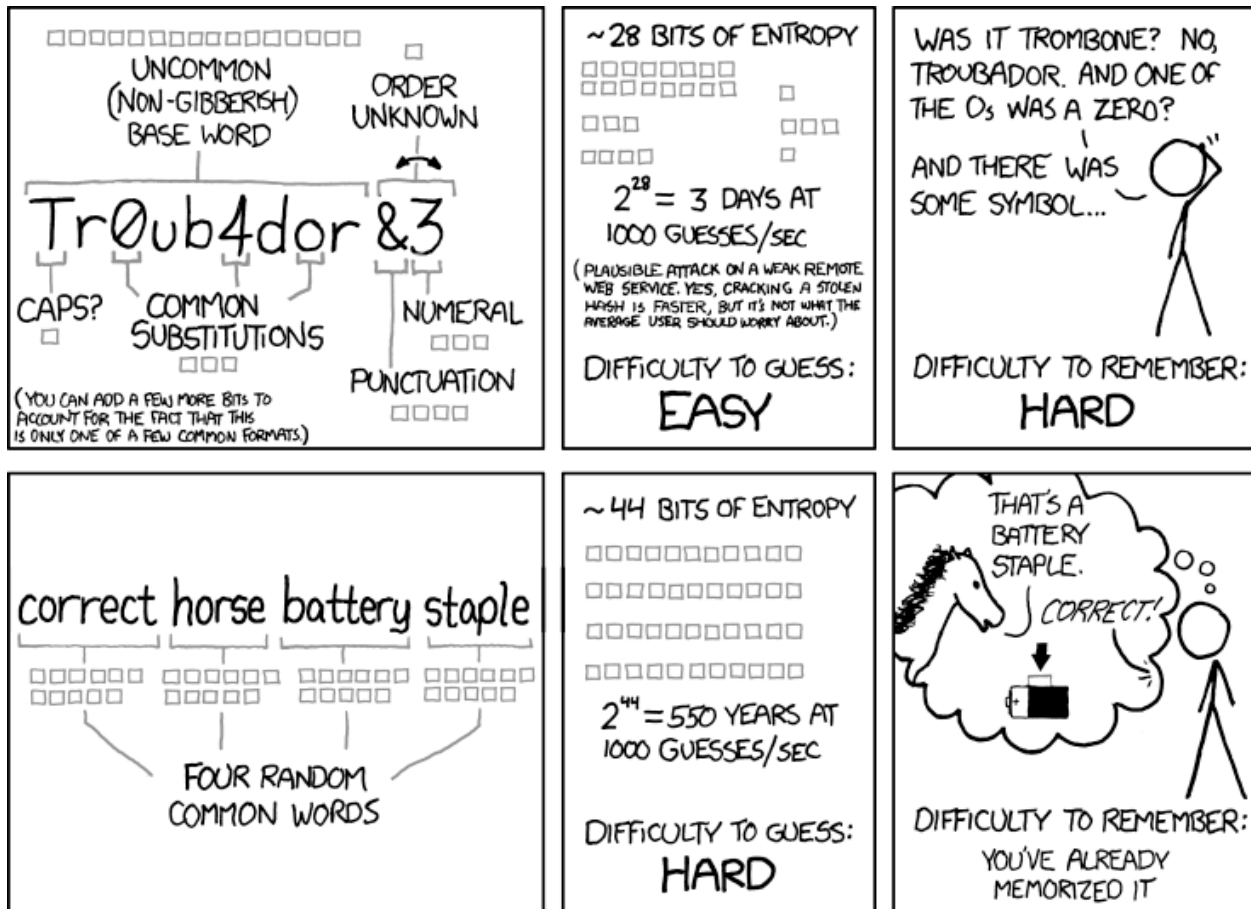 UNCOMMON
(NON-GIBBERISH)
BASE WORD
ORDER
UNKNOWN
Tr0ub4dor &3
CAPS?
COMMON
SUBSTITUTIONS
NUMERAL
PUNCTUATION
(YOU CAN ADD A FEW MORE BITS TO
ACCOUNT FOR THE FACT THAT THIS
IS ONLY ONE OF A FEW COMMON FORMATS.)
~28 BITS OF ENTROPY
2²⁸ = 3 DAYS AT
1000 GUESSES/SEC
(PLAUSIBLE ATTACK ON A WEAK REMOTE
WEB SERVICE. YES, CRACKING A STOLEN
HASH IS FASTER, BUT IT'S NOT WHAT THE
AVERAGE USER SHOULD WORRY ABOUT.)
DIFFICULTY TO GUESS:
EASY
WAS IT TROMBONE? NO,
TROUBADOR. AND ONE OF
THE Os WAS A ZERO?
AND THERE WAS
SOME SYMBOL...
DIFFICULTY TO REMEMBER:
HARD
correct horse battery staple
FOUR RANDOM
COMMON WORDS
~44 BITS OF ENTROPY
2⁴⁴ = 550 YEARS AT
1000 GUESSES/SEC
DIFFICULTY TO GUESS:
HARD
THAT'S A
BATTERY
STAPLE.
CORRECT!
+
DIFFICULTY TO REMEMBER:
YOU'VE ALREADY
MEMORIZED IT